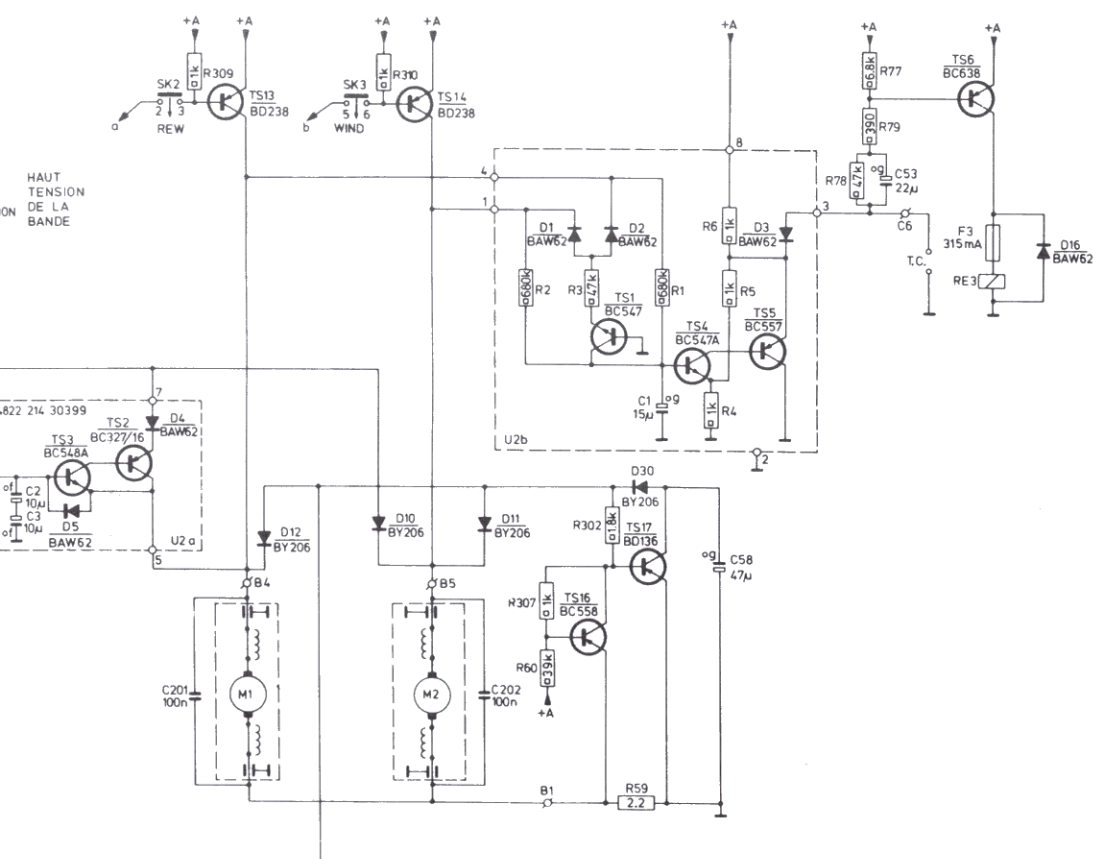 +A
+A
+A
+A
+A
+A
+A
1k
R309
SK2
2 3
REW
a
TS13
BD238
1k
R310
SK3
5 6
WIND
b
TS14
BD238
6.8k
R77
TS6
BC638
390
R79
R78
47k
og
C53
22µ
HAUT
TENSION
DE LA
BANDE
ON
4
1
8
3
C6
T.C.
F3
315mA
RE3
D16
BAW62
D1
BAW62
D2
BAW62
R6
1k
D3
BAW62
680k
R2
R3
47k
680k
R1
1k
R5
TS1
BC547
TS4
BC547A
TS5
BC557
C1
15µ
og
1k
R4
U2b
2
7
4822 214 30399
TS3
BC548A
TS2
BC327/16
D4
BAW62
of
C2
10µ
C3
10µ
of
D5
BAW62
U2a
5
D12
BY206
D10
BY206
D11
BY206
D30
BY206
R302
1.8k
TS17
BD136
og
C58
47µ
B4
B5
R307
1k
TS16
BC558
R60
39k
+A
C201
100n
M1
M2
C202
100n
B1
R59
2.2